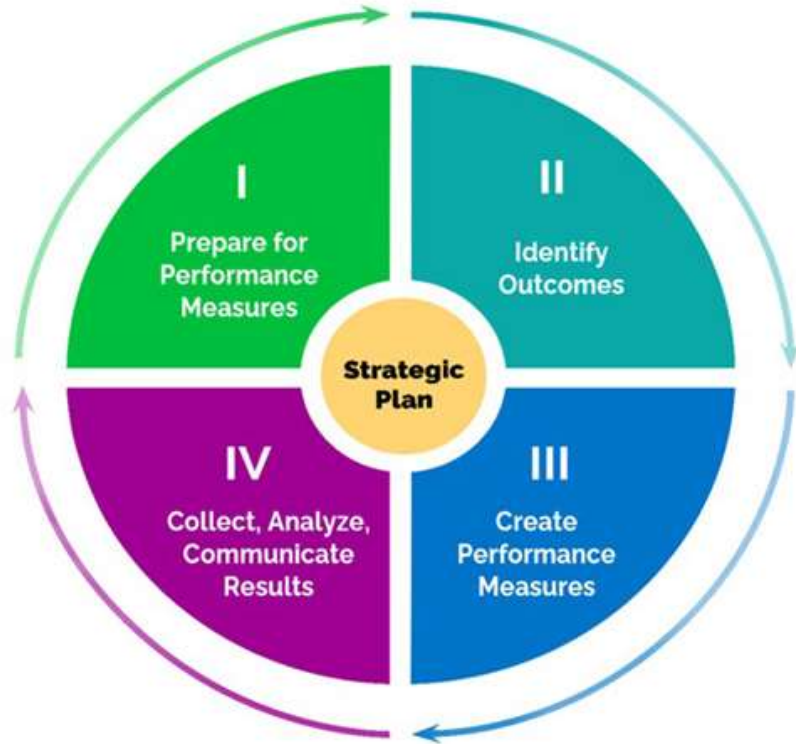 I
Prepare for
Performance
Measures
II
Identify
Outcomes
Strategic
Plan
III
Create
Performance
Measures
IV
Collect, Analyze,
Communicate
Results